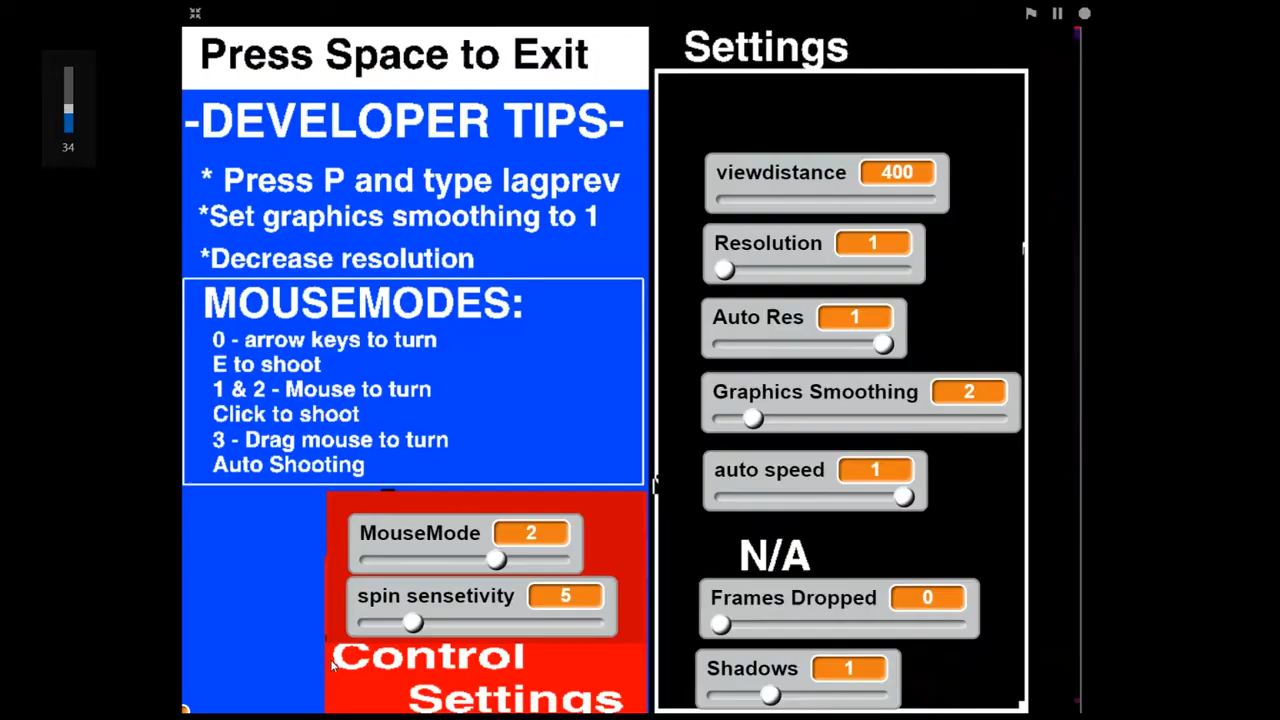 34
Press Space to Exit
-DEVELOPER TIPS-
* Press P and type lagprev
*Set graphics smoothing to 1
*Decrease resolution
MOUSEMODES:
0 - arrow keys to turn
E to shoot
1 & 2 - Mouse to turn
Click to shoot
3 - Drag mouse to turn
Auto Shooting
MouseMode 2
spin sensetivity 5
Control
Settings
Settings
viewdistance 400
Resolution 1
Auto Res 1
Graphics Smoothing 2
auto speed 1
N/A
Frames Dropped 0
Shadows 1